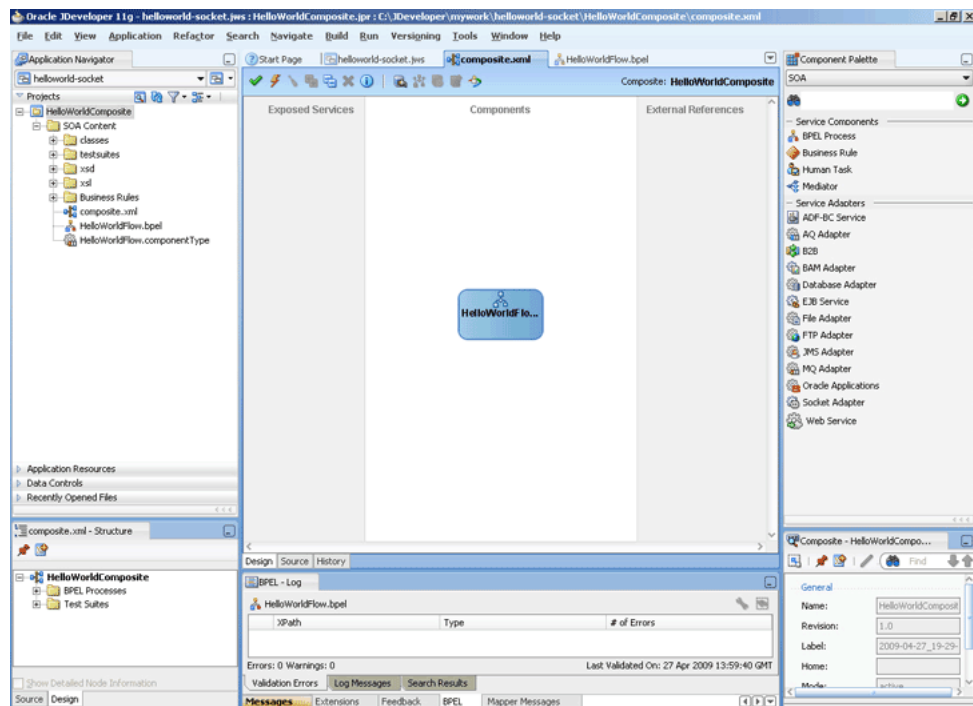 Oracle JDeveloper 11g - helloworld-socket.jws : HelloWorldComposite.jpr : C:\JDeveloper\mywork\helloworld-socket\HelloWorldComposite\composite.xml
File Edit View Application Refactor Search Navigate Build Run Versioning Tools Window Help
Application Navigator
helloworld-socket
Projects
HelloWorldComposite
SOA Content
classes
testsuites
xsd
xsl
Business Rules
composite.xml
HelloWorldFlow.bpel
HelloWorldFlow.componentType
Application Resources
Data Controls
Recently Opened Files
composite.xml - Structure
HelloWorldComposite
BPEL Processes
Test Suites
Show Detailed Node Information
Source Design
Start Page helloworld-socket.jws composite.xml HelloWorldFlow.bpel
Composite: HelloWorldComposite
Exposed Services Components External References
HelloWorldFlo...
Design Source History
BPEL - Log
HelloWorldFlow.bpel
XPath Type # of Errors
Errors: 0 Warnings: 0 Last Validated On: 27 Apr 2009 13:59:40 GMT
Validation Errors Log Messages Search Results
Messages Extensions Feedback BPEL Mapper Messages
Component Palette
SOA
Service Components
BPEL Process
Business Rule
Human Task
Mediator
Service Adapters
ADF-BC Service
AQ Adapter
B2B
BAM Adapter
Database Adapter
EJB Service
File Adapter
FTP Adapter
JMS Adapter
MQ Adapter
Oracle Applications
Socket Adapter
Web Service
Composite - HelloWorldCompo...
Find
General
Name: HelloWorldComposit
Revision: 1.0
Label: 2009-04-27_19-29-
Home:
Mode: active